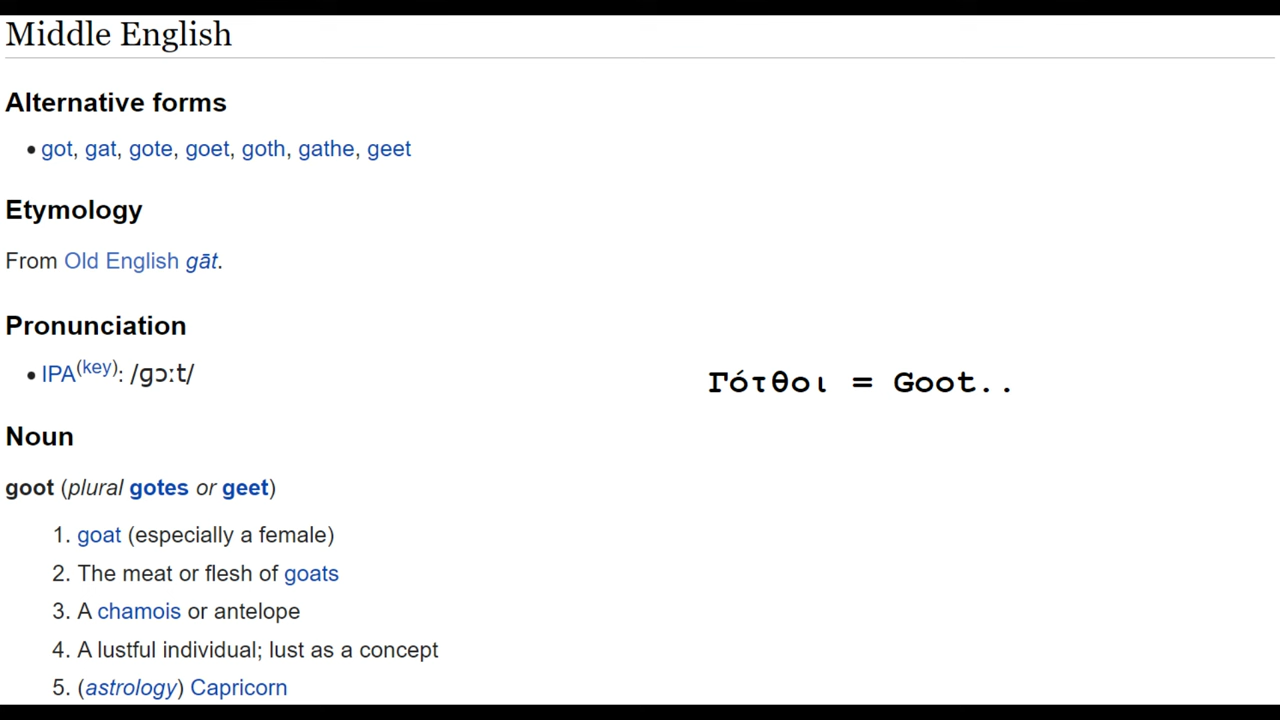 Middle English
Alternative forms
• got, gat, gote, goet, goth, gathe, geet
Etymology
From Old English gāt.
Pronunciation
• IPA(key): /ɡɔːt/
Γότθοι = Goot..
Noun
goot (plural gotes or geet)
1. goat (especially a female)
2. The meat or flesh of goats
3. A chamois or antelope
4. A lustful individual; lust as a concept
5. (astrology) Capricorn